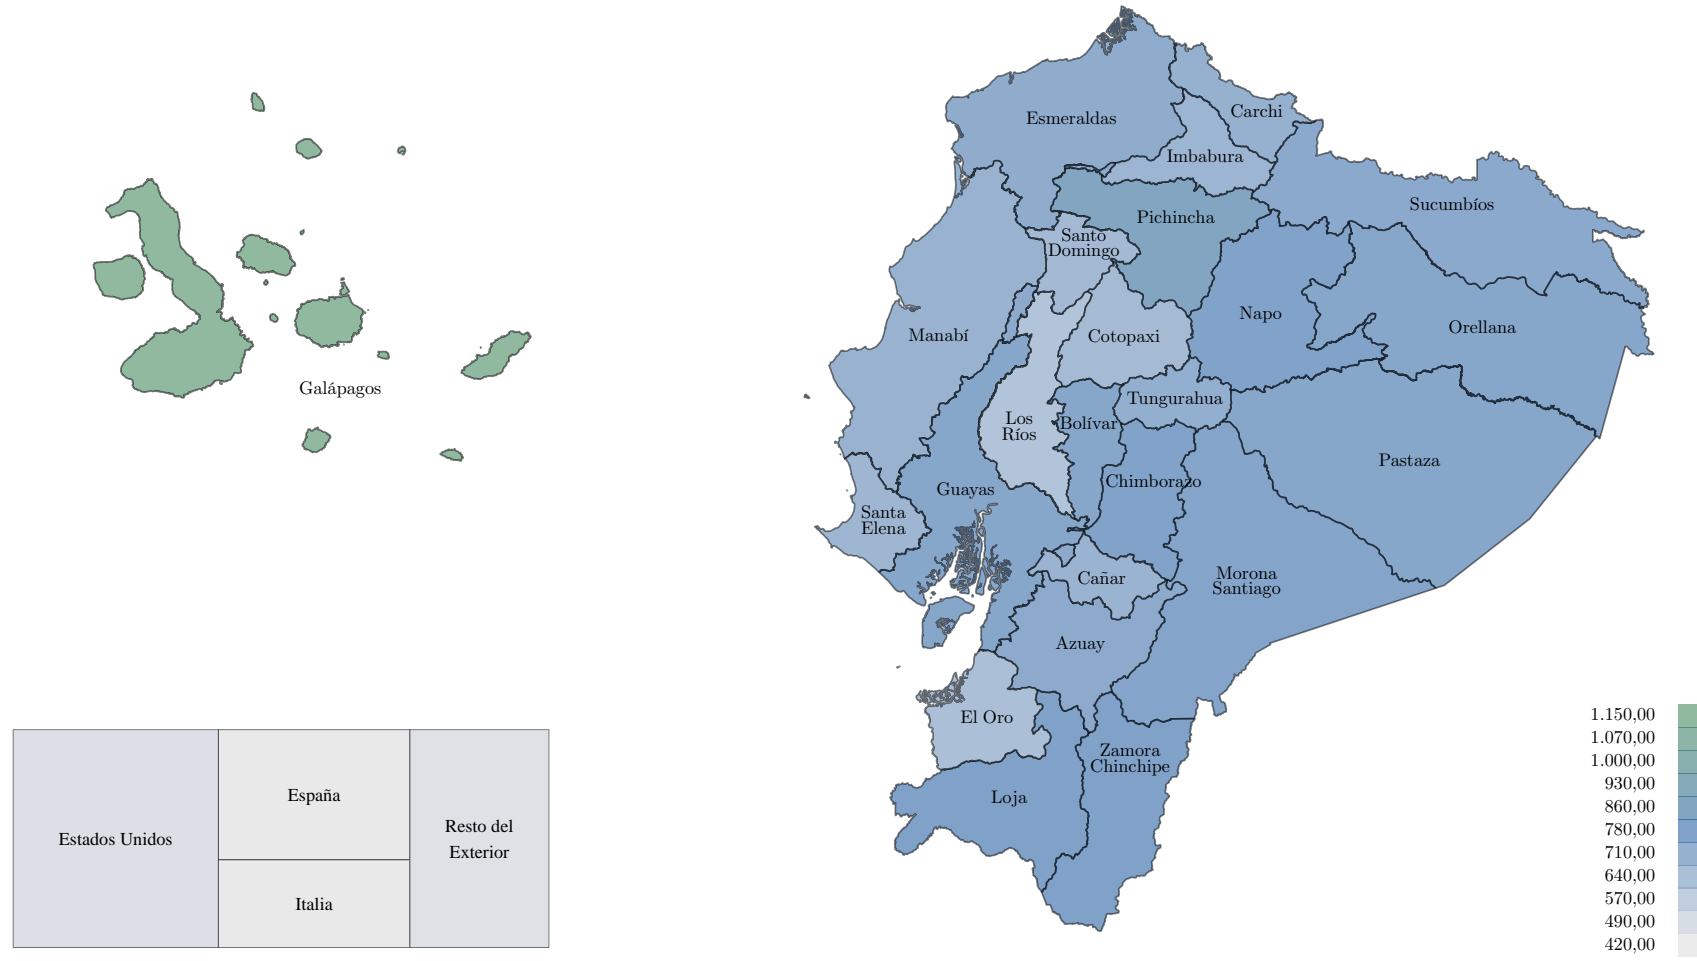 Esmeraldas
Carchi
Imbabura
Sucumbíos
Pichincha
Santo
Domingo
Napo
Orellana
Manabí
Cotopaxi
Galápagos
Tungurahua
Los
Ríos
Bolívar
Pastaza
Chimborazo
Guayas
Santa
Elena
Cañar
Morona
Santiago
Azuay
El Oro
Zamora
Chinchipe
Loja
Estados Unidos
España
Italia
Resto del
Exterior
1.150,00
1.070,00
1.000,00
930,00
860,00
780,00
710,00
640,00
570,00
490,00
420,00